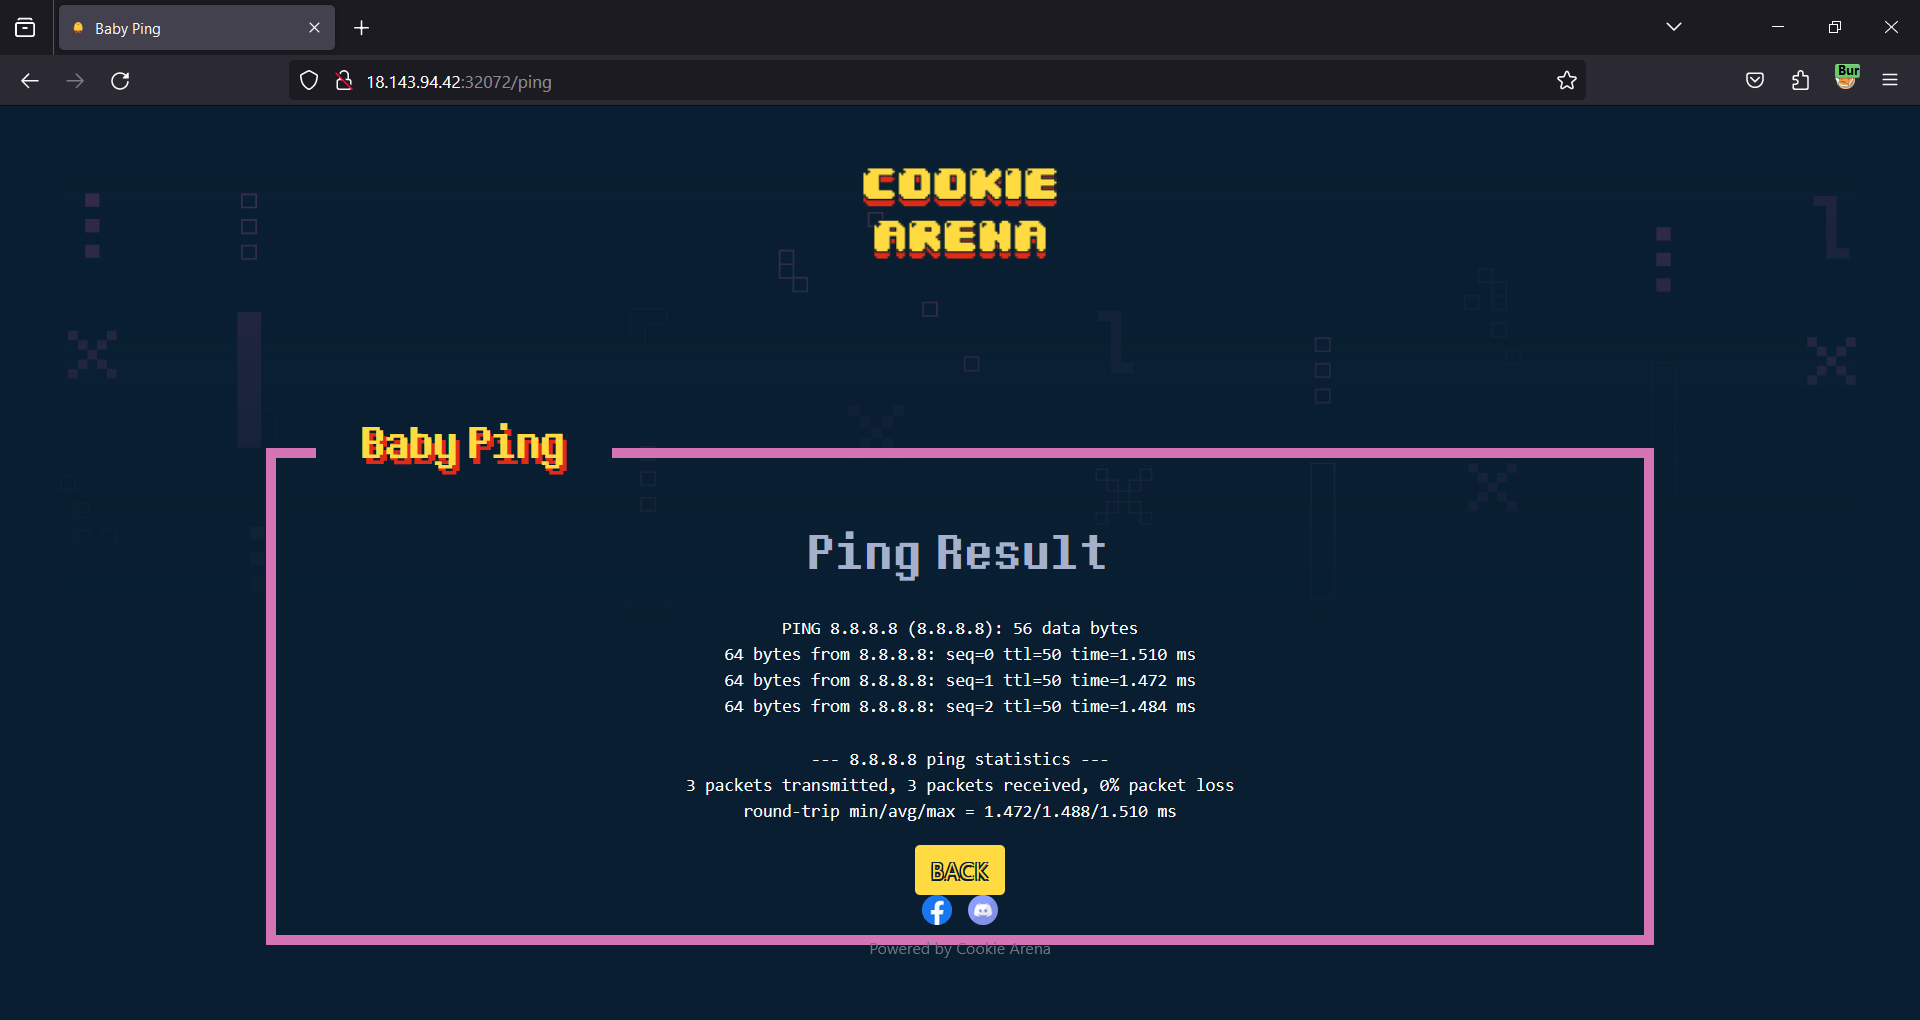 Baby Ping
18.143.94.42:32072/ping
Bur
COOKIE
ARENA
Baby Ping
Ping Result
PING 8.8.8.8 (8.8.8.8): 56 data bytes
64 bytes from 8.8.8.8: seq=0 ttl=50 time=1.510 ms
64 bytes from 8.8.8.8: seq=1 ttl=50 time=1.472 ms
64 bytes from 8.8.8.8: seq=2 ttl=50 time=1.484 ms
--- 8.8.8.8 ping statistics ---
3 packets transmitted, 3 packets received, 0% packet loss
round-trip min/avg/max = 1.472/1.488/1.510 ms
BACK
Powered by Cookie Arena